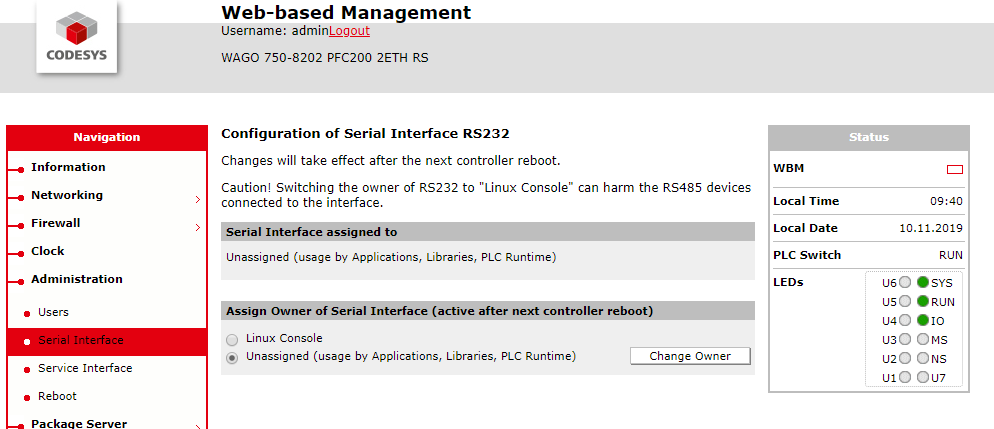 CODESYS
Web-based Management
Username: adminLogout
WAGO 750-8202 PFC200 2ETH RS
Navigation
Information
Networking
Firewall
Clock
Administration
Users
Serial Interface
Service Interface
Reboot
Package Server
Configuration of Serial Interface RS232
Changes will take effect after the next controller reboot.
Caution! Switching the owner of RS232 to "Linux Console" can harm the RS485 devices
connected to the interface.
Serial Interface assigned to
Unassigned (usage by Applications, Libraries, PLC Runtime)
Assign Owner of Serial Interface (active after next controller reboot)
Linux Console
Unassigned (usage by Applications, Libraries, PLC Runtime)
Change Owner
Status
WBM
Local Time 09:40
Local Date 10.11.2019
PLC Switch RUN
LEDs U6 SYS
U5 RUN
U4 IO
U3 MS
U2 NS
U1 U7